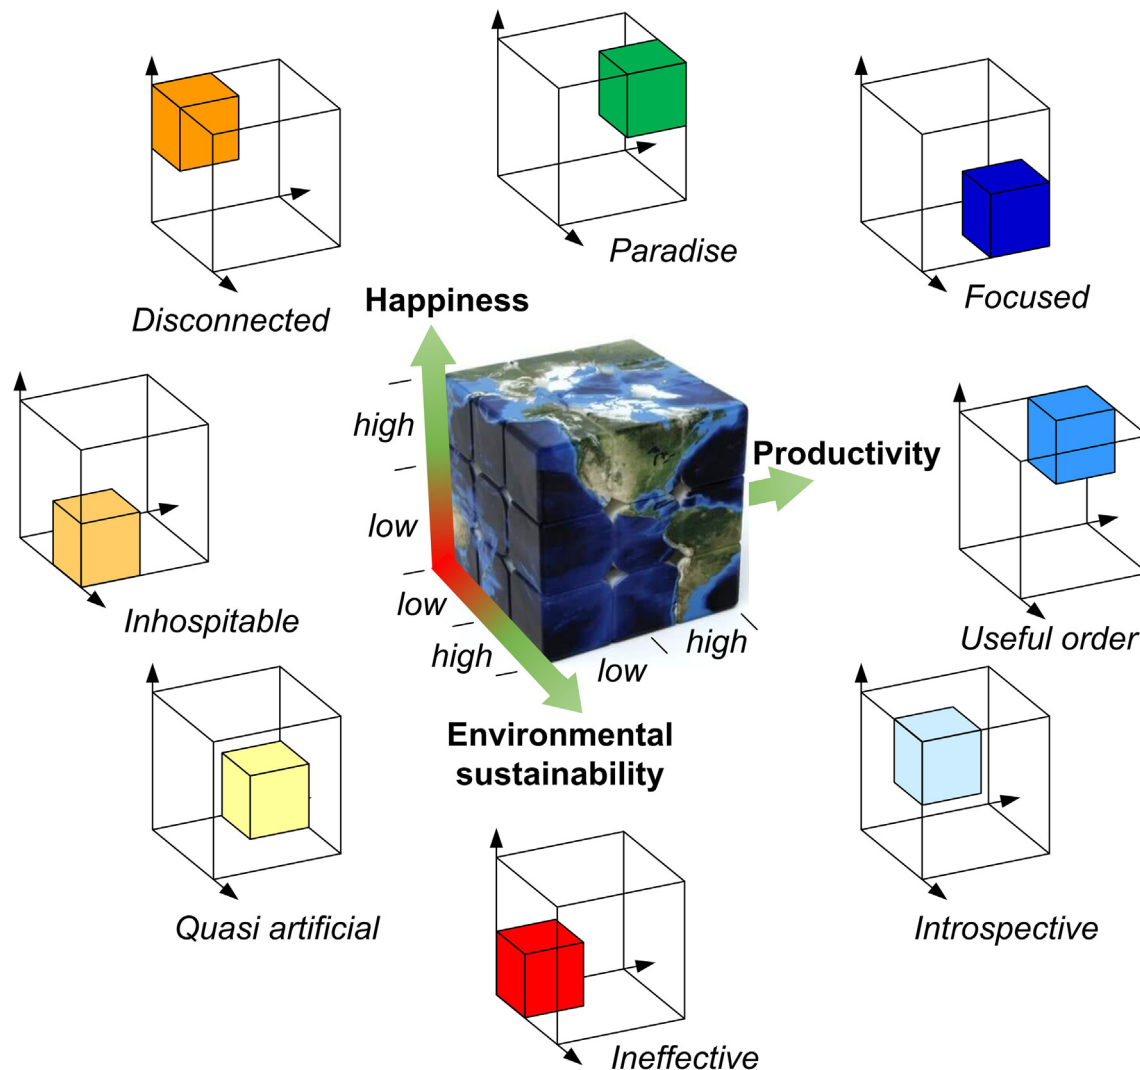 Paradise
Disconnected
Focused
Happiness
high
Productivity
low
low
high
low
high
Inhospitable
Useful order
Environmental
sustainability
Quasi artificial
Introspective
Ineffective